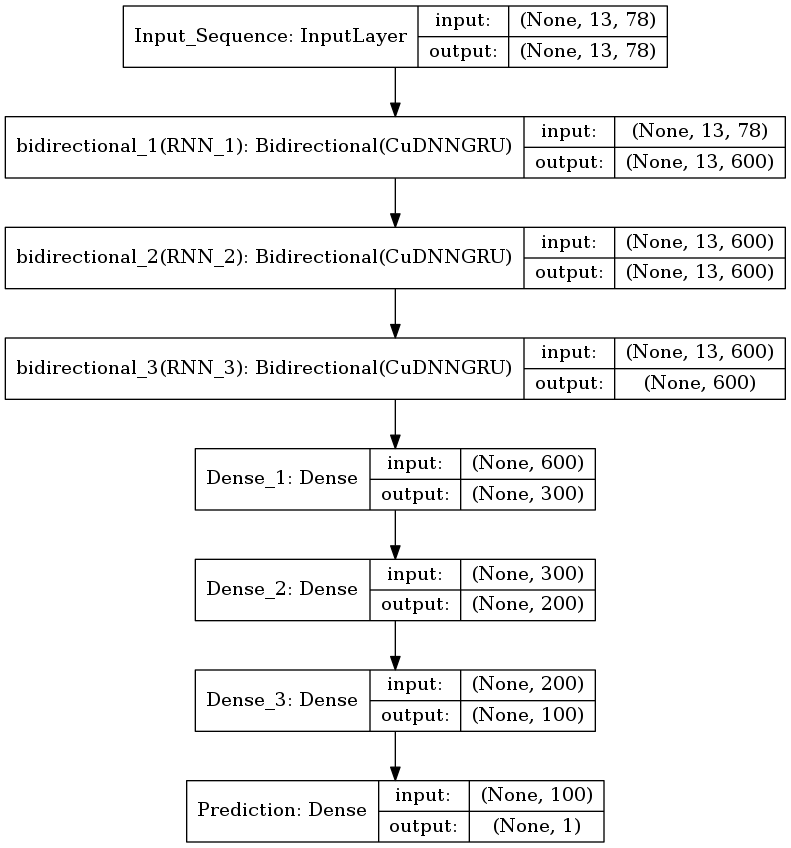 Input_Sequence: InputLayer
input: (None, 13, 78)
output: (None, 13, 78)
bidirectional_1(RNN_1): Bidirectional(CuDNNGRU)
input: (None, 13, 78)
output: (None, 13, 600)
bidirectional_2(RNN_2): Bidirectional(CuDNNGRU)
input: (None, 13, 600)
output: (None, 13, 600)
bidirectional_3(RNN_3): Bidirectional(CuDNNGRU)
input: (None, 13, 600)
output: (None, 600)
Dense_1: Dense
input: (None, 600)
output: (None, 300)
Dense_2: Dense
input: (None, 300)
output: (None, 200)
Dense_3: Dense
input: (None, 200)
output: (None, 100)
Prediction: Dense
input: (None, 100)
output: (None, 1)